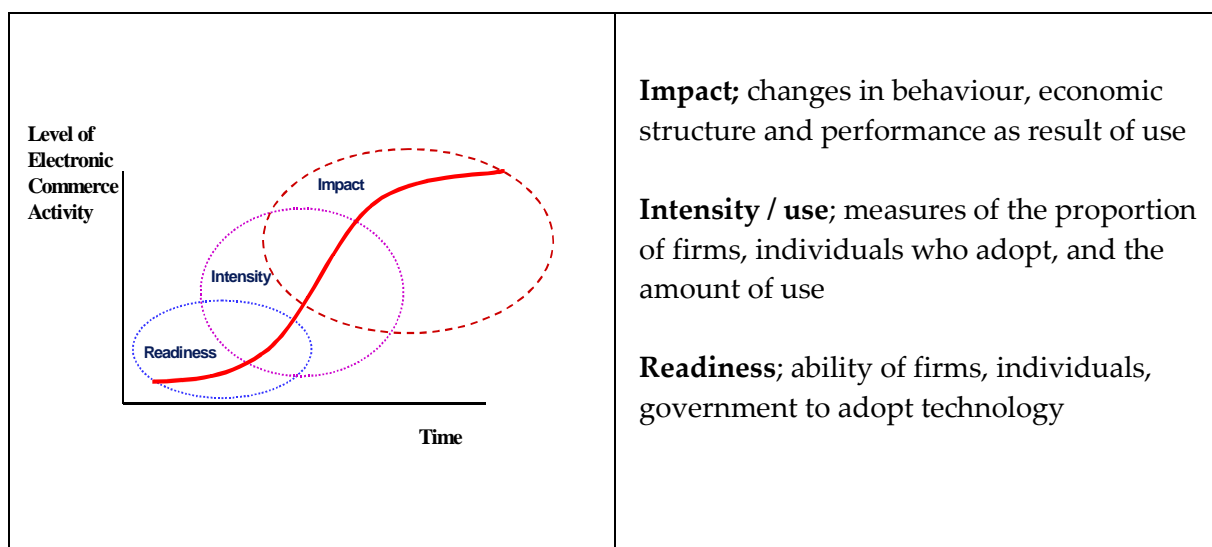 Level of
Electronic
Commerce
Activity
Impact
Intensity
Readiness
Time
Impact; changes in behaviour, economic
structure and performance as result of use
Intensity / use; measures of the proportion
of firms, individuals who adopt, and the
amount of use
Readiness; ability of firms, individuals,
government to adopt technology